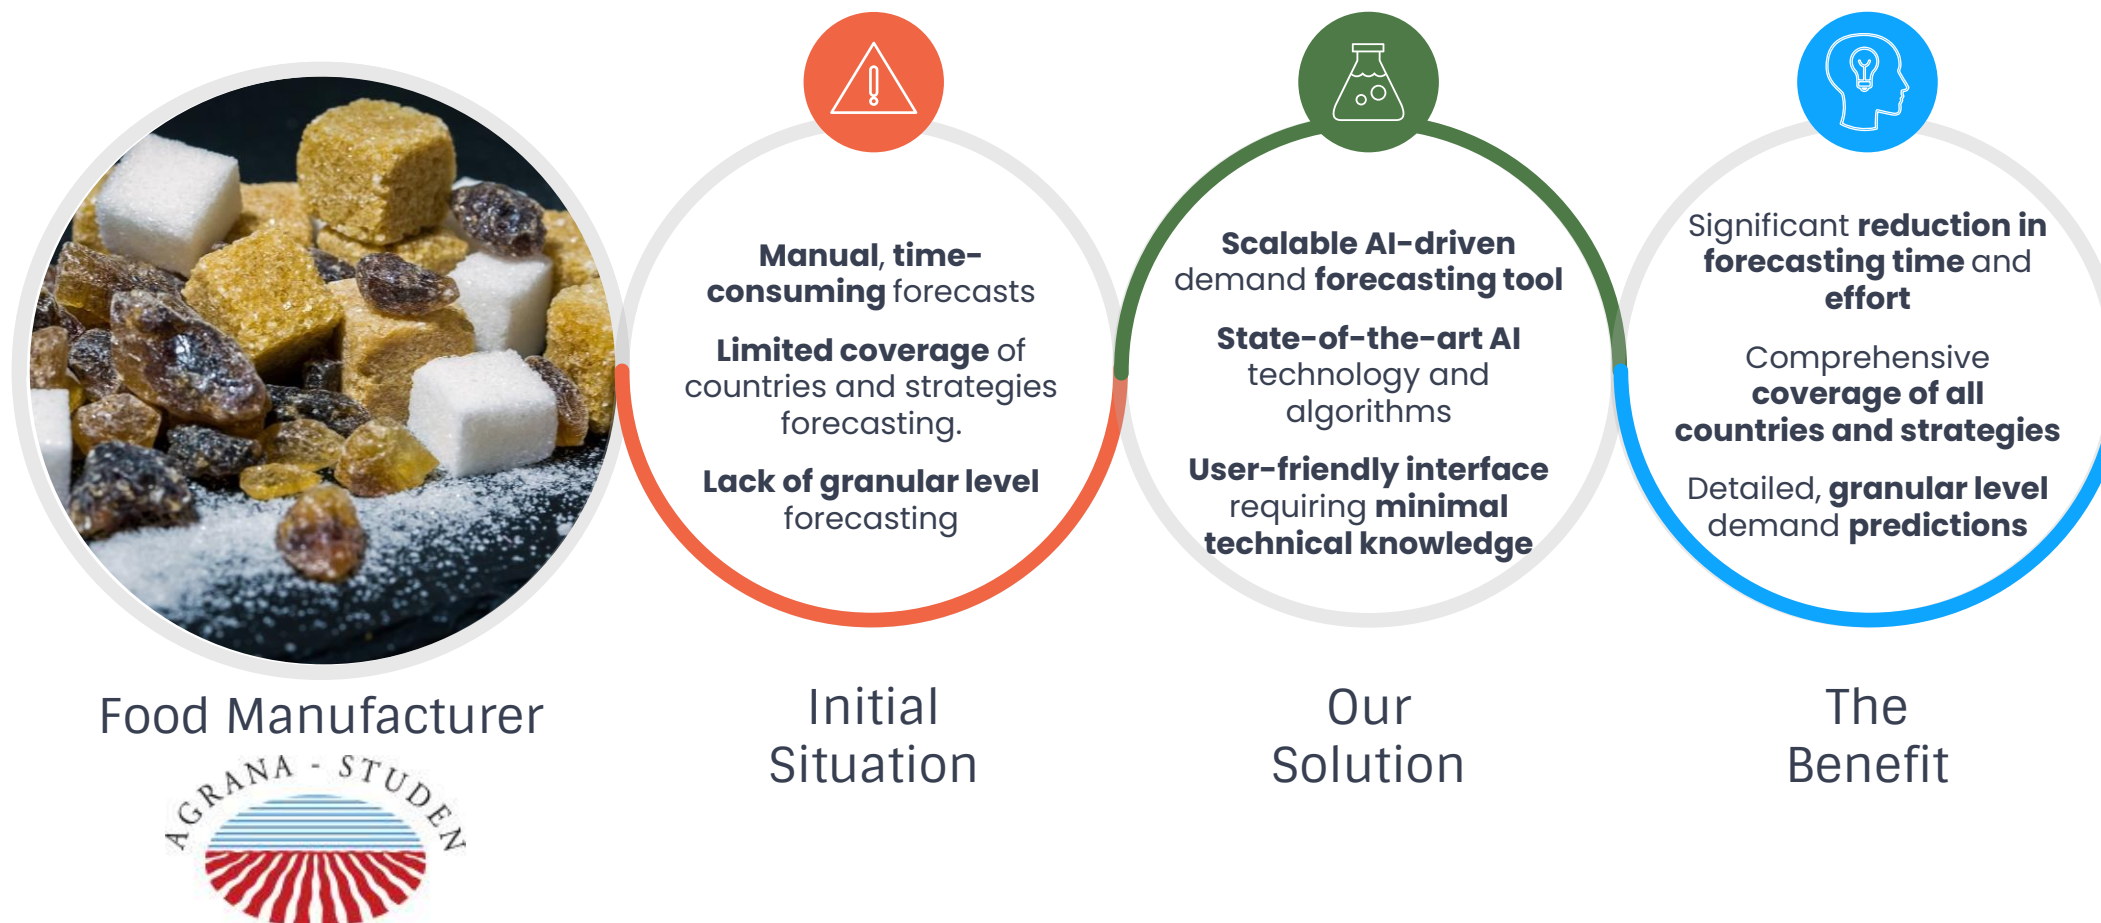 Food Manufacturer
AGRANA - STUDEN
Manual, time-
consuming forecasts
Limited coverage of
countries and strategies
forecasting.
Lack of granular level
forecasting
Initial
Situation
Scalable AI-driven
demand forecasting tool
State-of-the-art AI
technology and
algorithms
User-friendly interface
requiring minimal
technical knowledge
Our
Solution
Significant reduction in
forecasting time and
effort
Comprehensive
coverage of all
countries and strategies
Detailed, granular level
demand predictions
The
Benefit